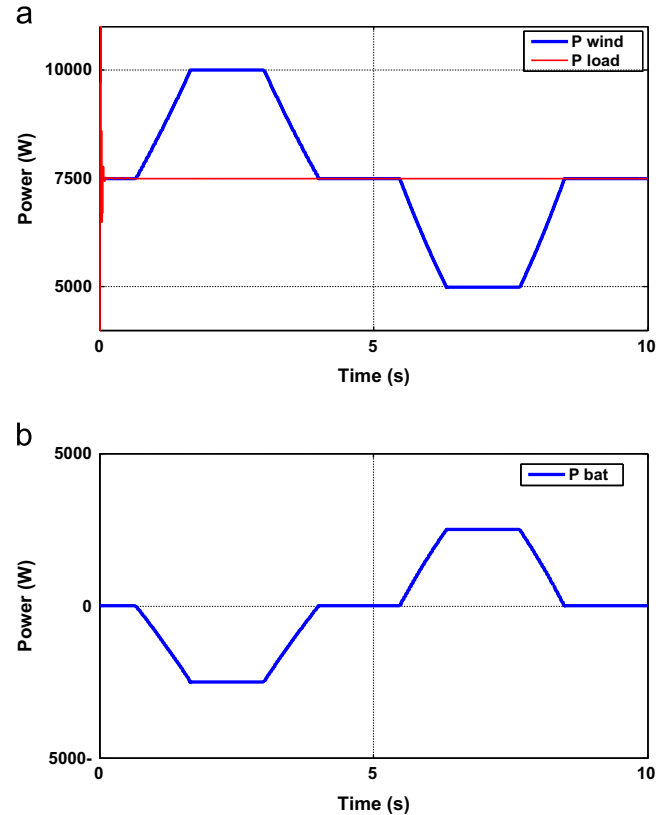 a
P wind
P load
10000
7500
5000
Power (W)
0 5 10
Time (s)
b
5000
P bat
0
Power (W)
5000-
0 5 10
Time (s)